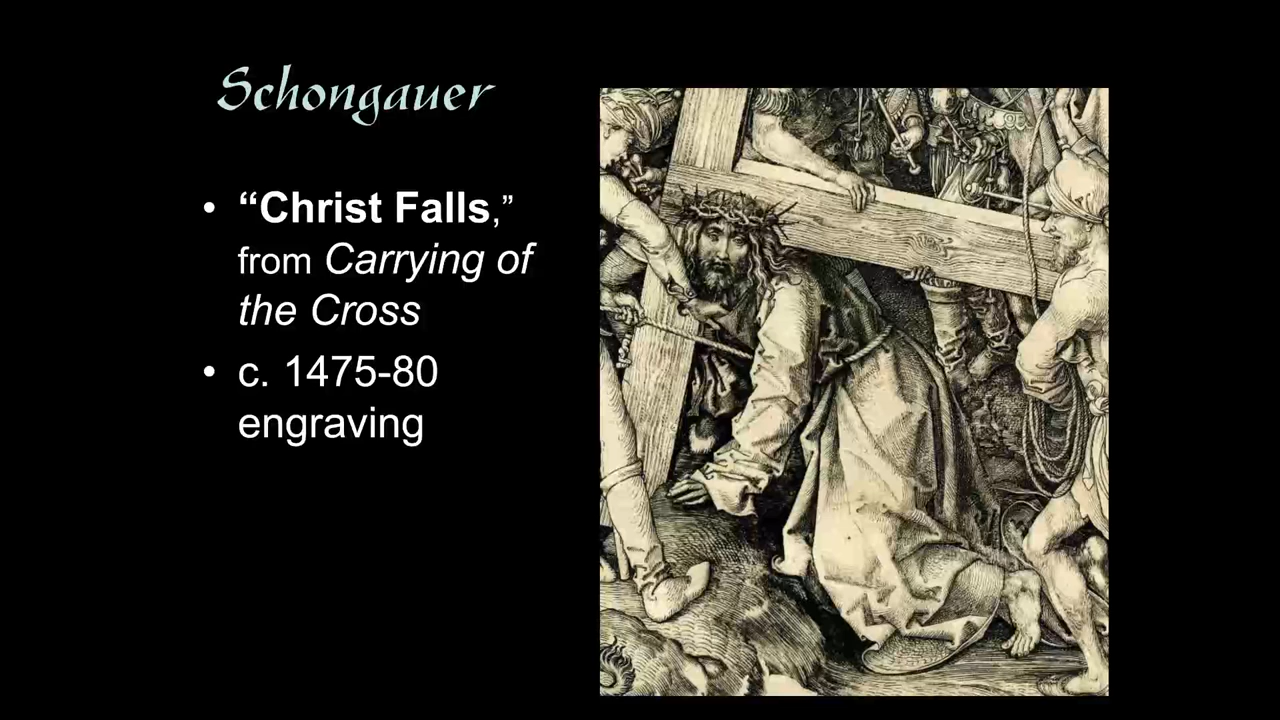 Schongauer
• “Christ Falls,”
from Carrying of
the Cross
• c. 1475-80
engraving